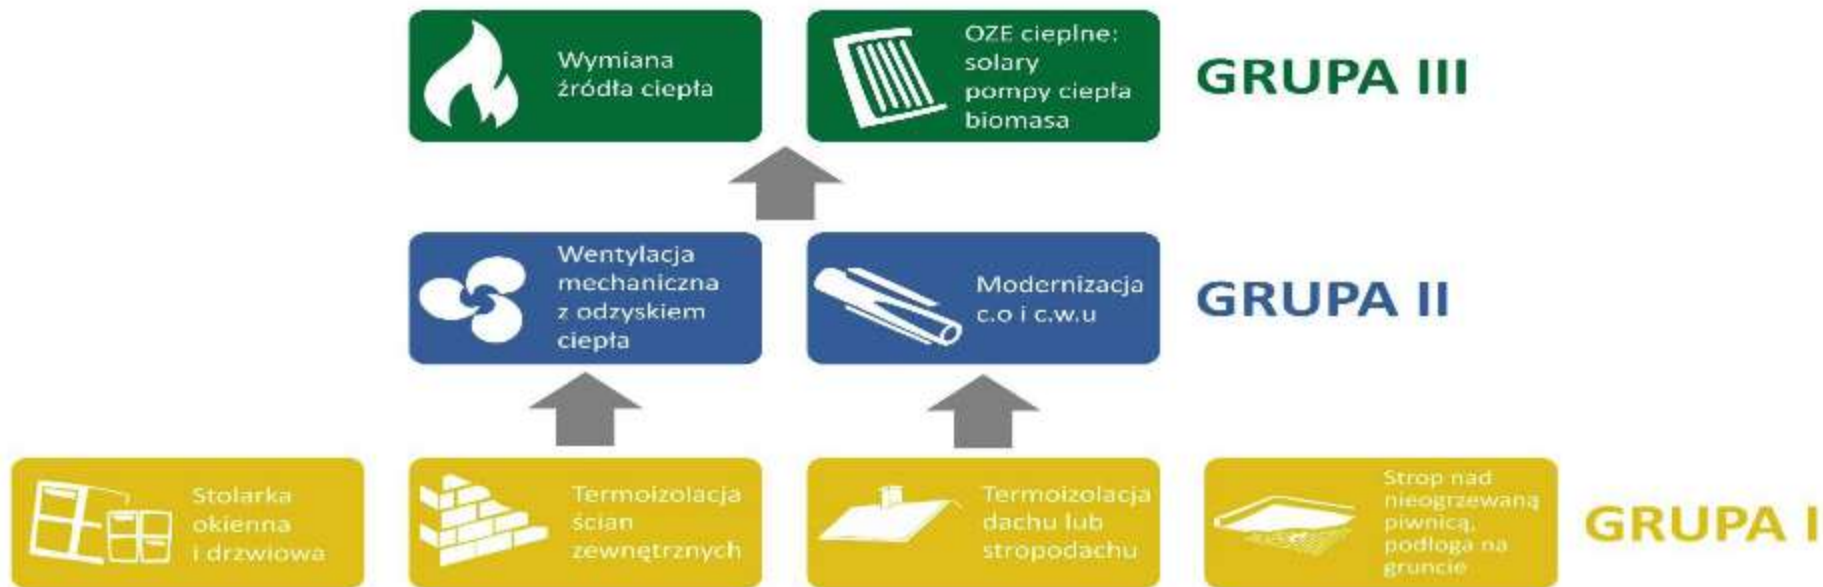 Wymiana
źródła ciepła
OZE cieplne:
solary
pompy ciepła
biomasa
GRUPA III
Wentylacja
mechaniczna
z odzyskiem
ciepła
Modernizacja
c.o i c.w.u
GRUPA II
Stolarka
okienna
i drzwiowa
Termoizolacja
ścian
zewnętrznych
Termoizolacja
dachu lub
stropodachu
Strop nad
nieogrzewaną
piwnicą,
podłoga na
gruncie
GRUPA I